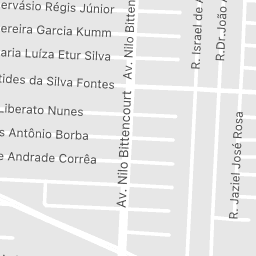 ervásio Régis Júnior
ereira Garcia Kumm
aria Luíza Etur Silva
tides da Silva Fontes
Liberato Nunes
s Antônio Borba
e Andrade Corrêa
Av. Nilo Bitten
Av. Nilo Bittencourt
R. Israel de A
R.Dr.João A
R. Jaziel José Rosa